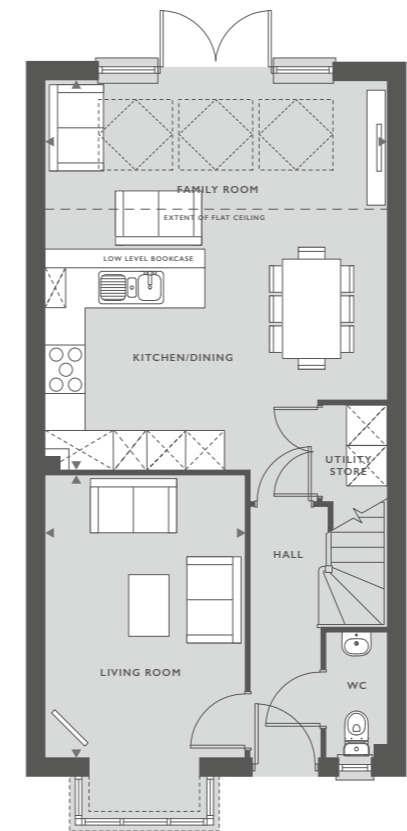 FAMILY ROOM
EXTENT OF FLAT CEILING
LOW LEVEL BOOKCASE
KITCHEN/DINING
UTILITY
STORE
HALL
LIVING ROOM
WC